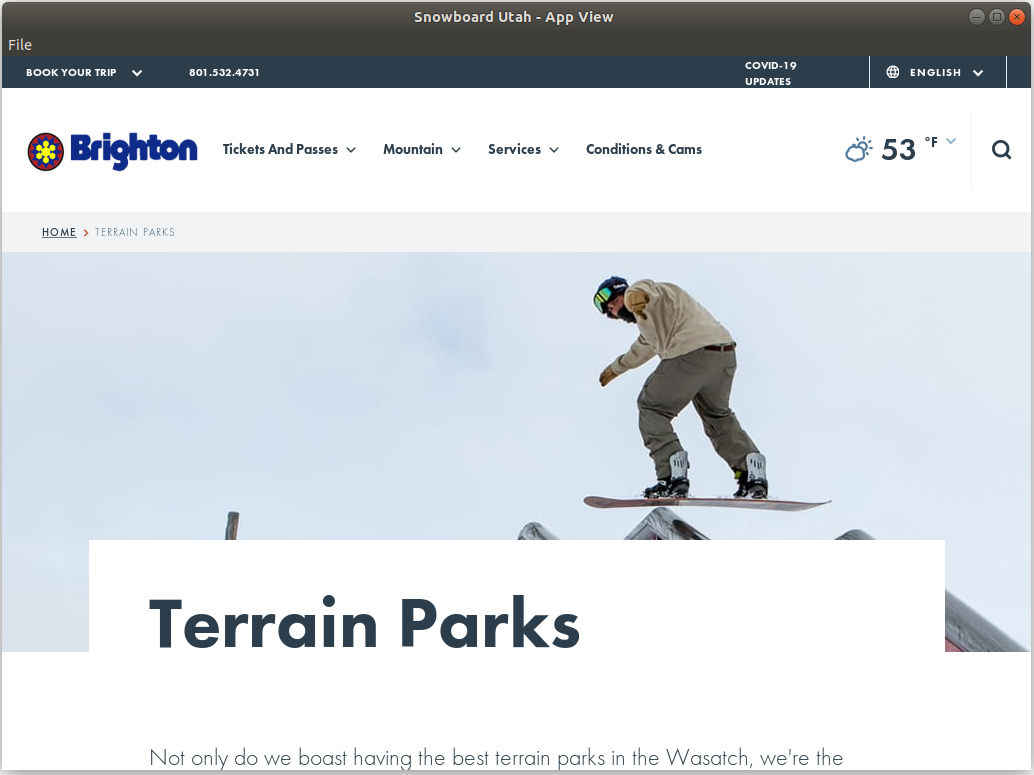 Snowboard Utah - App View
File
BOOK YOUR TRIP
801.532.4731
COVID-19
UPDATES
ENGLISH
Brighton
Tickets And Passes
Mountain
Services
Conditions & Cams
53 °F
HOME > TERRAIN PARKS
Terrain Parks
Not only do we boast having the best terrain parks in the Wasatch, we're the